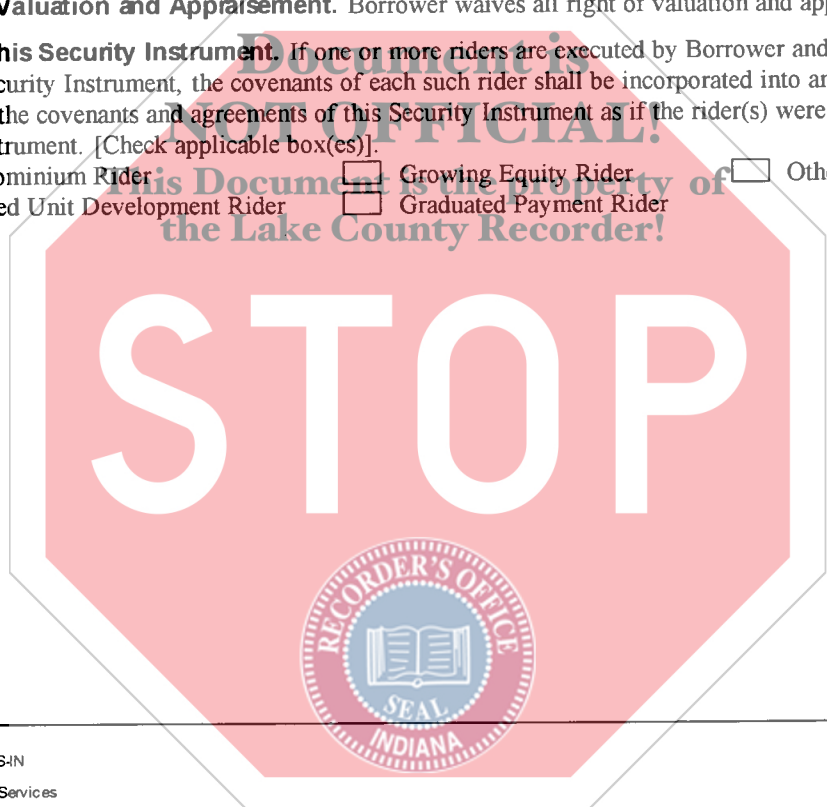 Valuation and Appraisement. Borrower waives all right of valuation and app
his Security Instrument. If one or more riders are executed by Borrower and
curity Instrument, the covenants of each such rider shall be incorporated into an
the covenants and agreements of this Security Instrument as if the rider(s) were
trument. [Check applicable box(es)].
ominium Rider Growing Equity Rider Othe
ed Unit Development Rider Graduated Payment Rider
Document is
NOT OFFICIAL!
This Document is the property of
the Lake County Recorder!
STOP
RECORDER'S OFFICE
SEAL
INDIANA
S-IN
Services